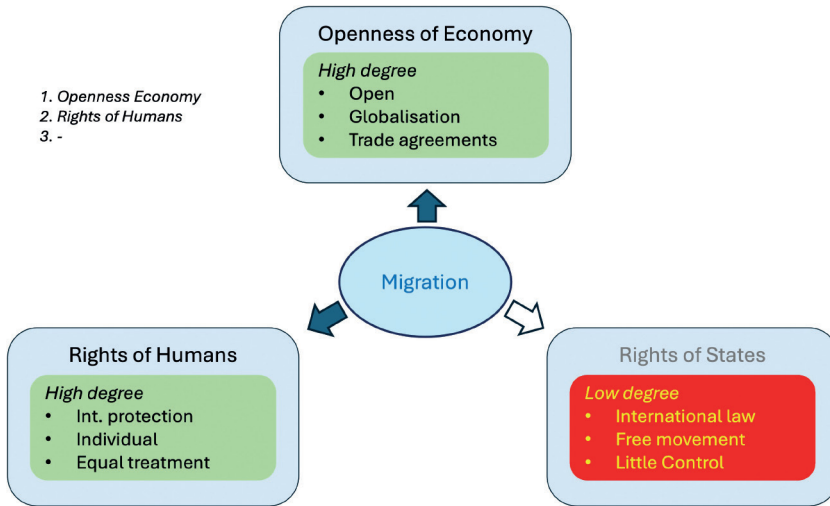 Openness of Economy
High degree
• Open
• Globalisation
• Trade agreements
1. Openness Economy
2. Rights of Humans
3. -
Migration
Rights of Humans
High degree
• Int. protection
• Individual
• Equal treatment
Rights of States
Low degree
• International law
• Free movement
• Little Control